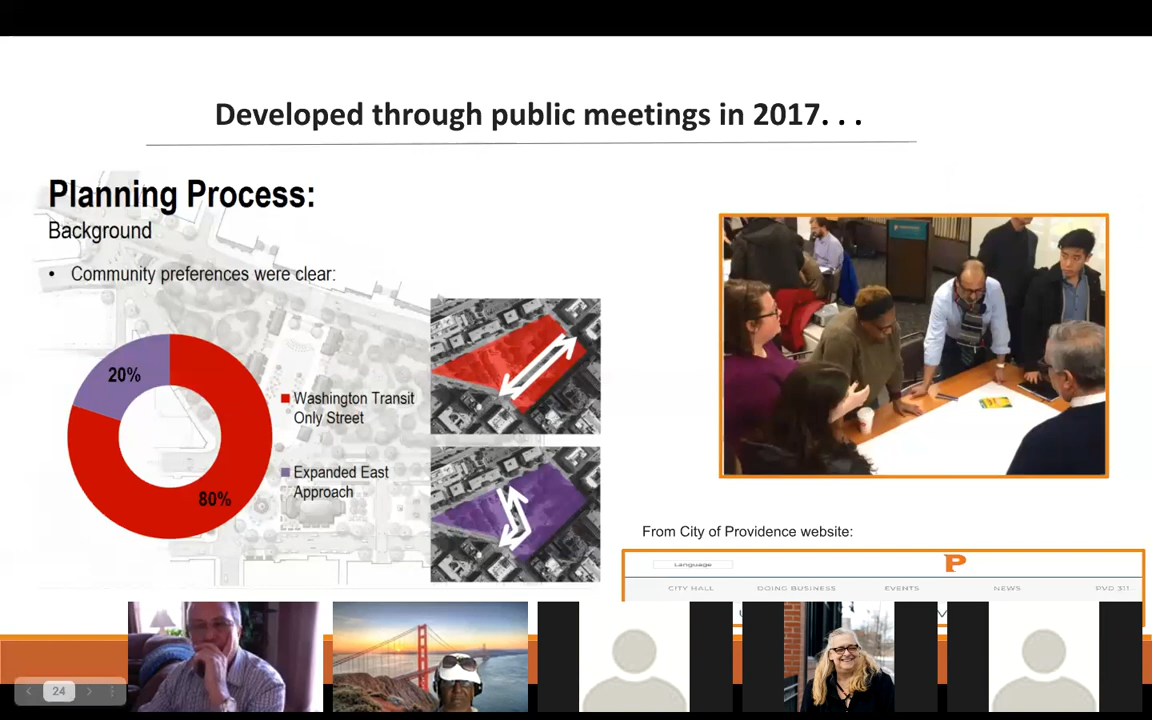 Developed through public meetings in 2017. . .
Planning Process:
Background
• Community preferences were clear:
20%
80%
Washington Transit
Only Street
Expanded East
Approach
From City of Providence website:
Language
P
CITY HALL
DOING BUSINESS
EVENTS
NEWS
PVD 311
24